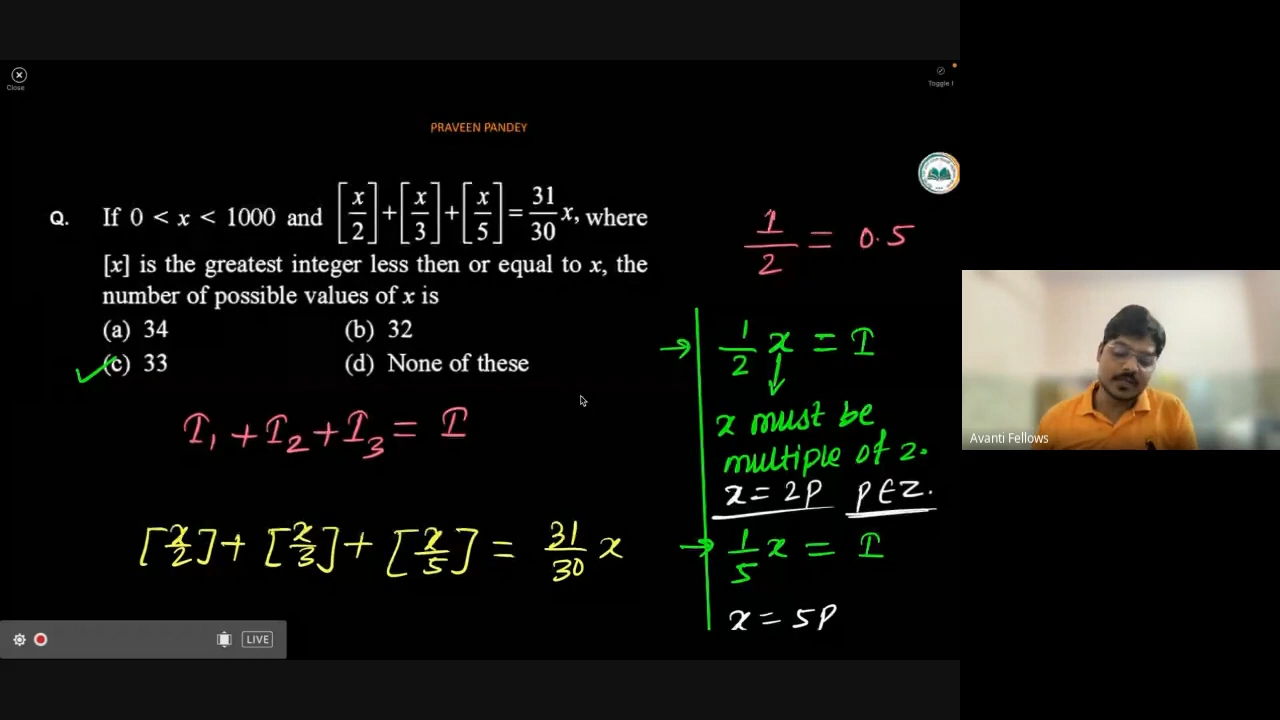 Close
Toggle !
PRAVEEN PANDEY
Q. If 0 < x < 1000 and [x/2]+[x/3]+[x/5]=31/30 x, where
[x] is the greatest integer less then or equal to x, the
number of possible values of x is
(a) 34 (b) 32
(c) 33 (d) None of these
I₁ + I₂ + I₃ = I
[x/2] + [x/3] + [x/5] = 31/30 x
1/2 = 0.5
→ 1/2 x = I
x must be
multiple of 2.
x = 2P P∈Z.
→ 1/5 x = I
x = 5P
LIVE
Avanti Fellows